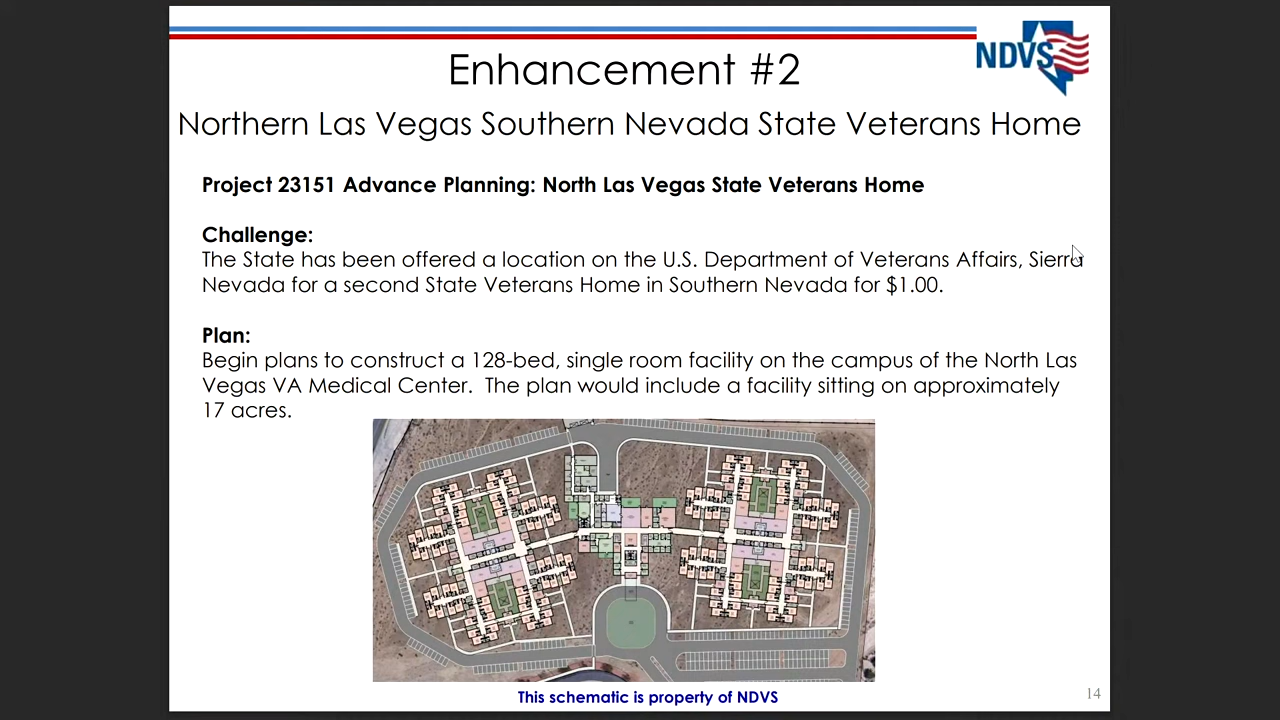 NDVS
Enhancement #2
Northern Las Vegas Southern Nevada State Veterans Home
Project 23151 Advance Planning: North Las Vegas State Veterans Home
Challenge:
The State has been offered a location on the U.S. Department of Veterans Affairs, Sierra
Nevada for a second State Veterans Home in Southern Nevada for $1.00.
Plan:
Begin plans to construct a 128-bed, single room facility on the campus of the North Las
Vegas VA Medical Center. The plan would include a facility sitting on approximately
17 acres.
This schematic is property of NDVS
14